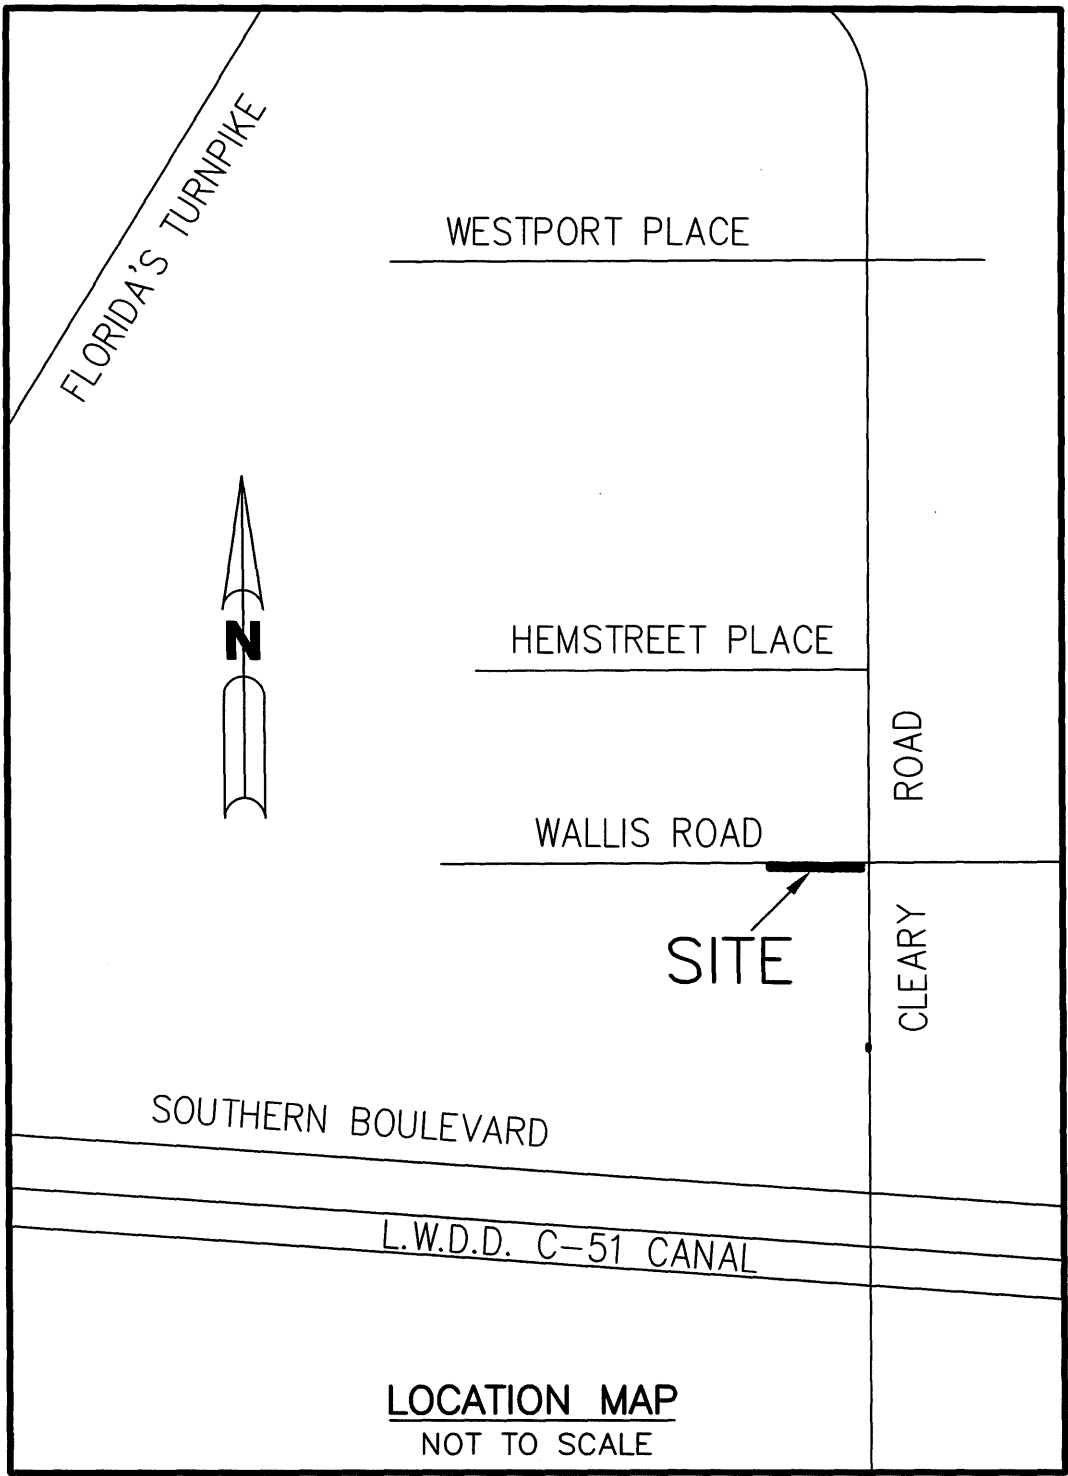 FLORIDA'S TURNPIKE
WESTPORT PLACE
N
HEMSTREET PLACE
WALLIS ROAD
SITE
CLEARY ROAD
SOUTHERN BOULEVARD
L.W.D.D. C-51 CANAL
LOCATION MAP
NOT TO SCALE